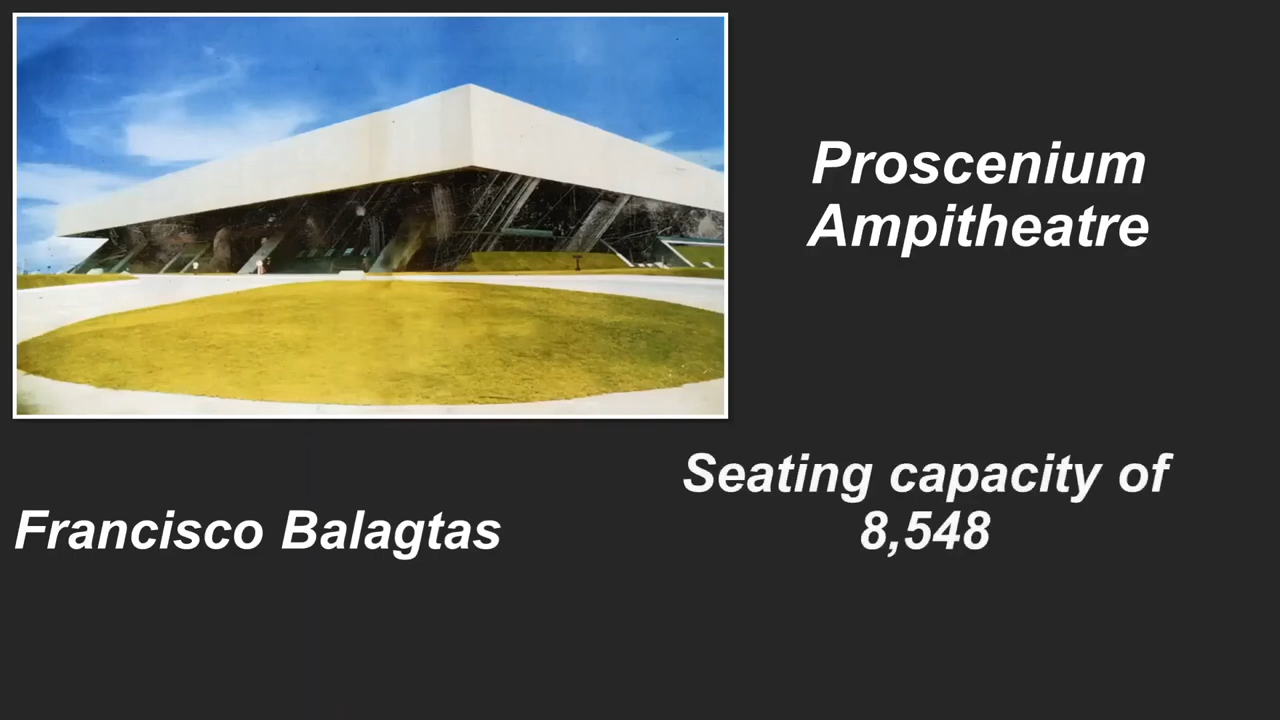 Proscenium
Ampitheatre
Seating capacity of
8,548
Francisco Balagtas